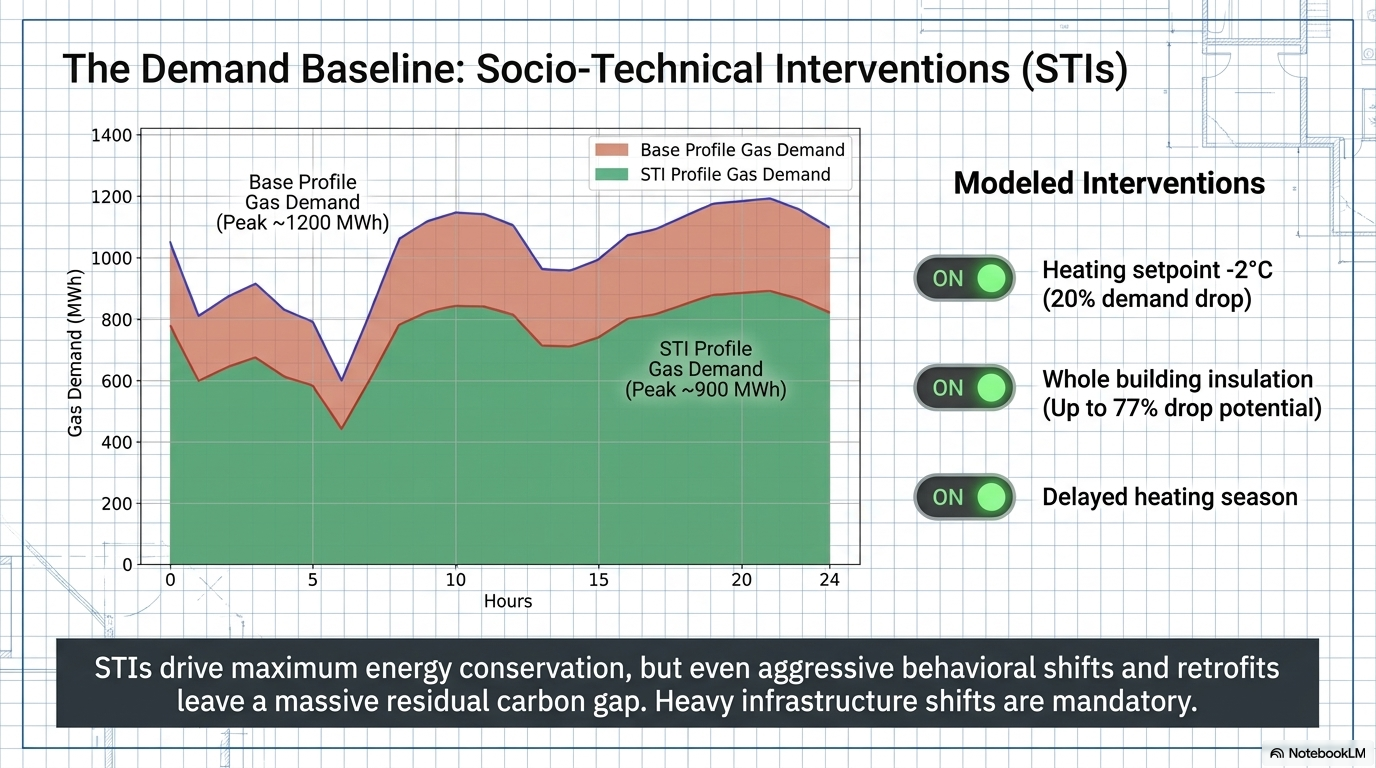 The Demand Baseline: Socio-Technical Interventions (STIs)
1400
1200
1000
800
600
400
200
0
Gas Demand (MWh)
0
5
10
15
20
24
Hours
Base Profile Gas Demand
STI Profile Gas Demand
Base Profile
Gas Demand
(Peak ~1200 MWh)
STI Profile
Gas Demand
(Peak ~900 MWh)
Modeled Interventions
ON
Heating setpoint -2°C
(20% demand drop)
ON
Whole building insulation
(Up to 77% drop potential)
ON
Delayed heating season
STIs drive maximum energy conservation, but even aggressive behavioral shifts and retrofits
leave a massive residual carbon gap. Heavy infrastructure shifts are mandatory.
NotebookLM